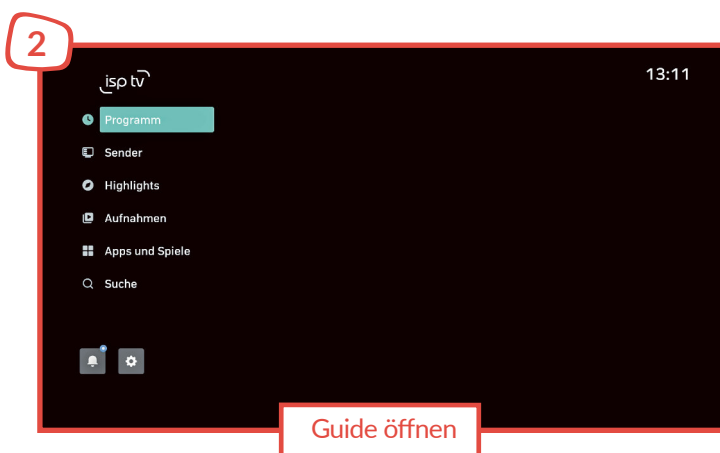 2
isp tv
13:11
Programm
Sender
Highlights
Aufnahmen
Apps und Spiele
Suche
Guide öffnen